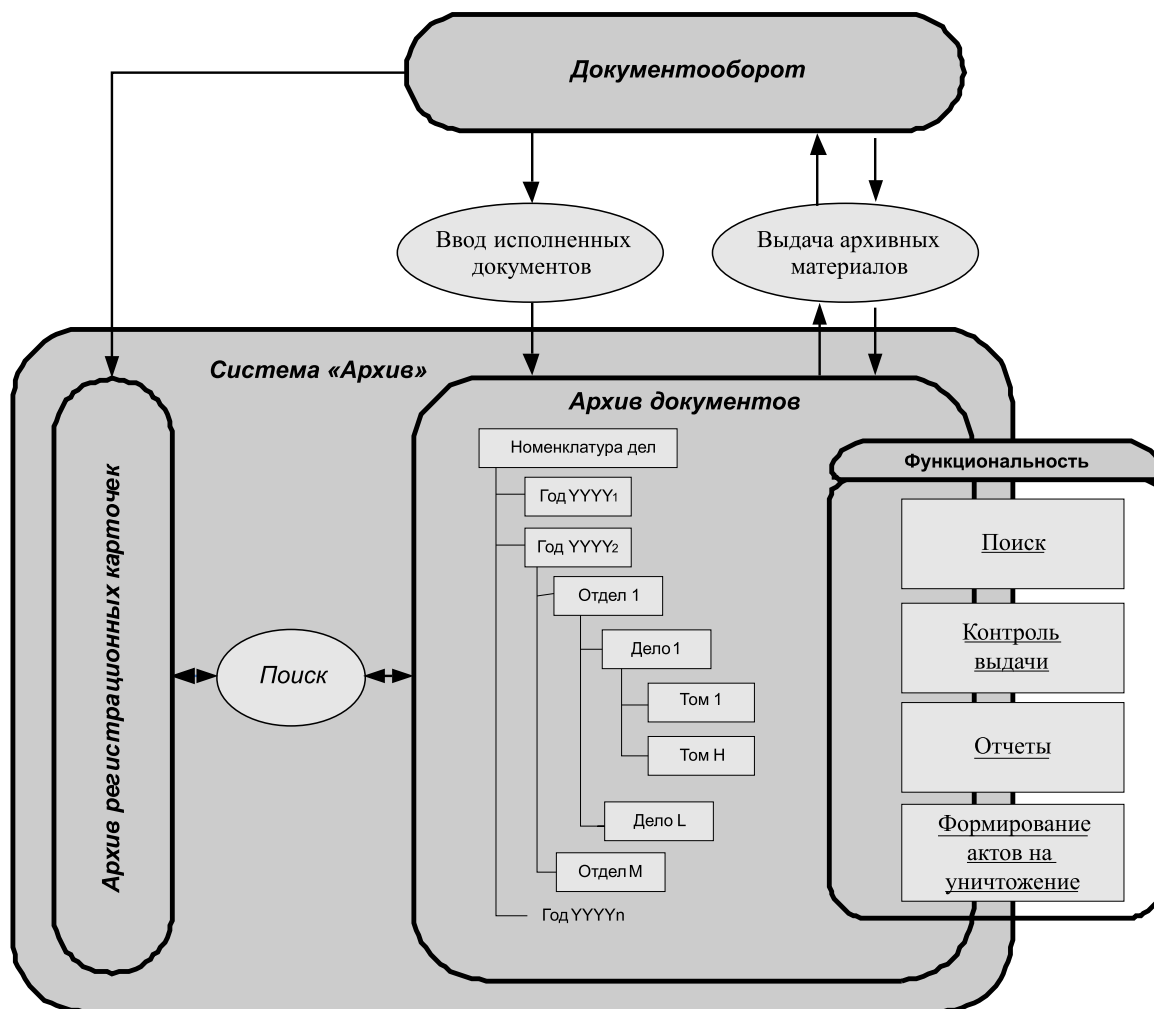 Документооборот
Ввод исполненных
документов
Выдача архивных
материалов
Система «Архив»
Архив регистрационных карточек
Поиск
Архив документов
Номенклатура дел
Год YYYY1
Год YYYY2
Отдел 1
Дело 1
Том 1
Том Н
Дело L
Отдел М
Год YYYYn
Функциональность
Поиск
Контроль
выдачи
Отчеты
Формирование
актов на
уничтожение